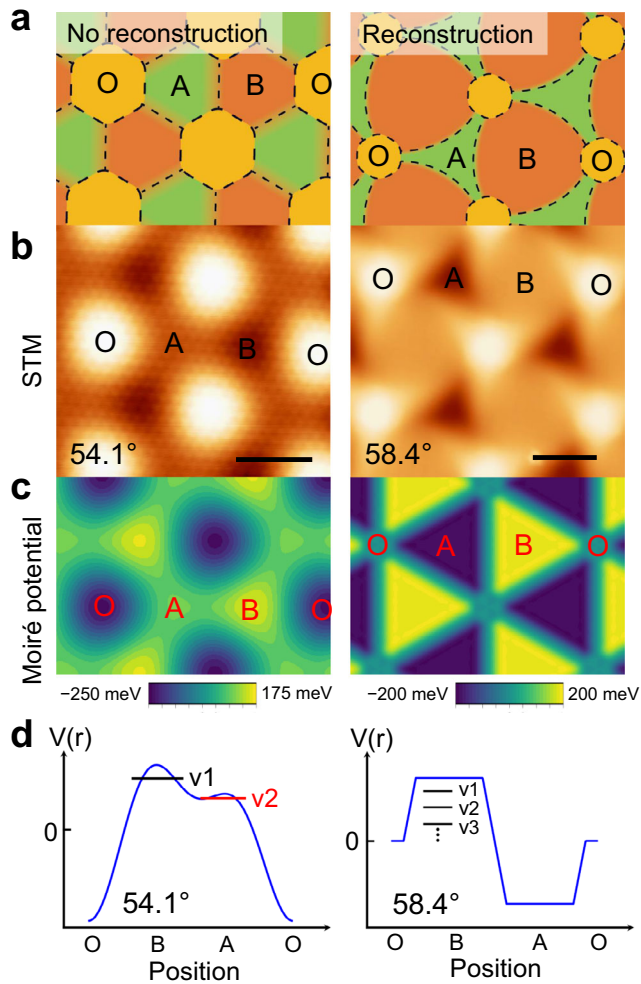 a
No reconstruction
Reconstruction
O A B O
O A B O
b
STM
O A B O
O A B O
54.1°
58.4°
c
Moiré potential
O A B O
O A B O
−250 meV 175 meV
−200 meV 200 meV
d
V(r)
V(r)
v1
v2
v1
v2
v3
0
0
54.1°
58.4°
O B A O
O B A O
Position
Position